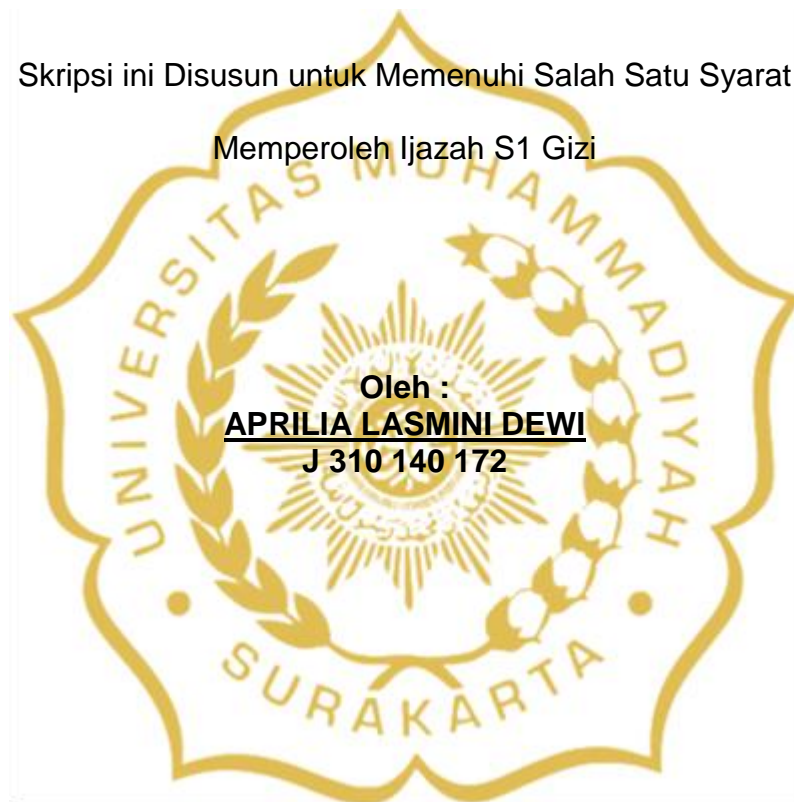 Skripsi ini Disusun untuk Memenuhi Salah Satu Syarat
Memperoleh Ijazah S1 Gizi
UNIVERSITAS MUHAMMADIYAH
Oleh :
APRILIA LASMINI DEWI
J 310 140 172
SURAKARTA